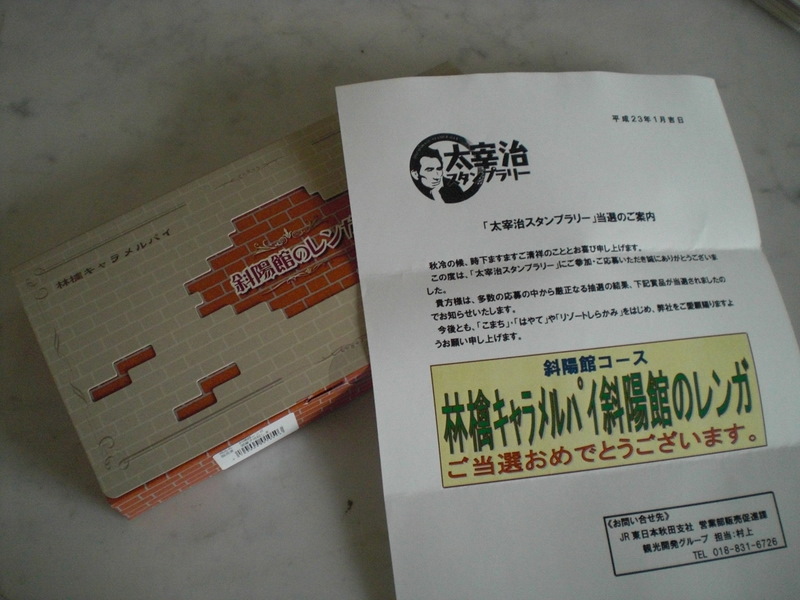 林檎キャラメルパイ
斜陽館のレンガ
平成23年1月吉日
太宰治
スタンプラリー
「太宰治スタンプラリー」当選のご案内
秋冷の候、時下ますますご清祥のこととお喜び申し上げます。
この度は、「太宰治スタンプラリー」にご参加・ご応募いただき誠にありがとうございま
した。
貴方様は、多数の応募の中から厳正なる抽選の結果、下記賞品が当選されましたの
でお知らせいたします。
今後とも、「こまち」・「はやて」や「リゾートしらかみ」をはじめ、弊社をご愛顧賜りますよ
うお願い申し上げます。
斜陽館コース
林檎キャラメルパイ斜陽館のレンガ
ご当選おめでとうございます。
《お問い合せ先》
JR東日本秋田支社 営業部販売促進課
観光開発グループ 担当:村上
TEL 018-831-6726